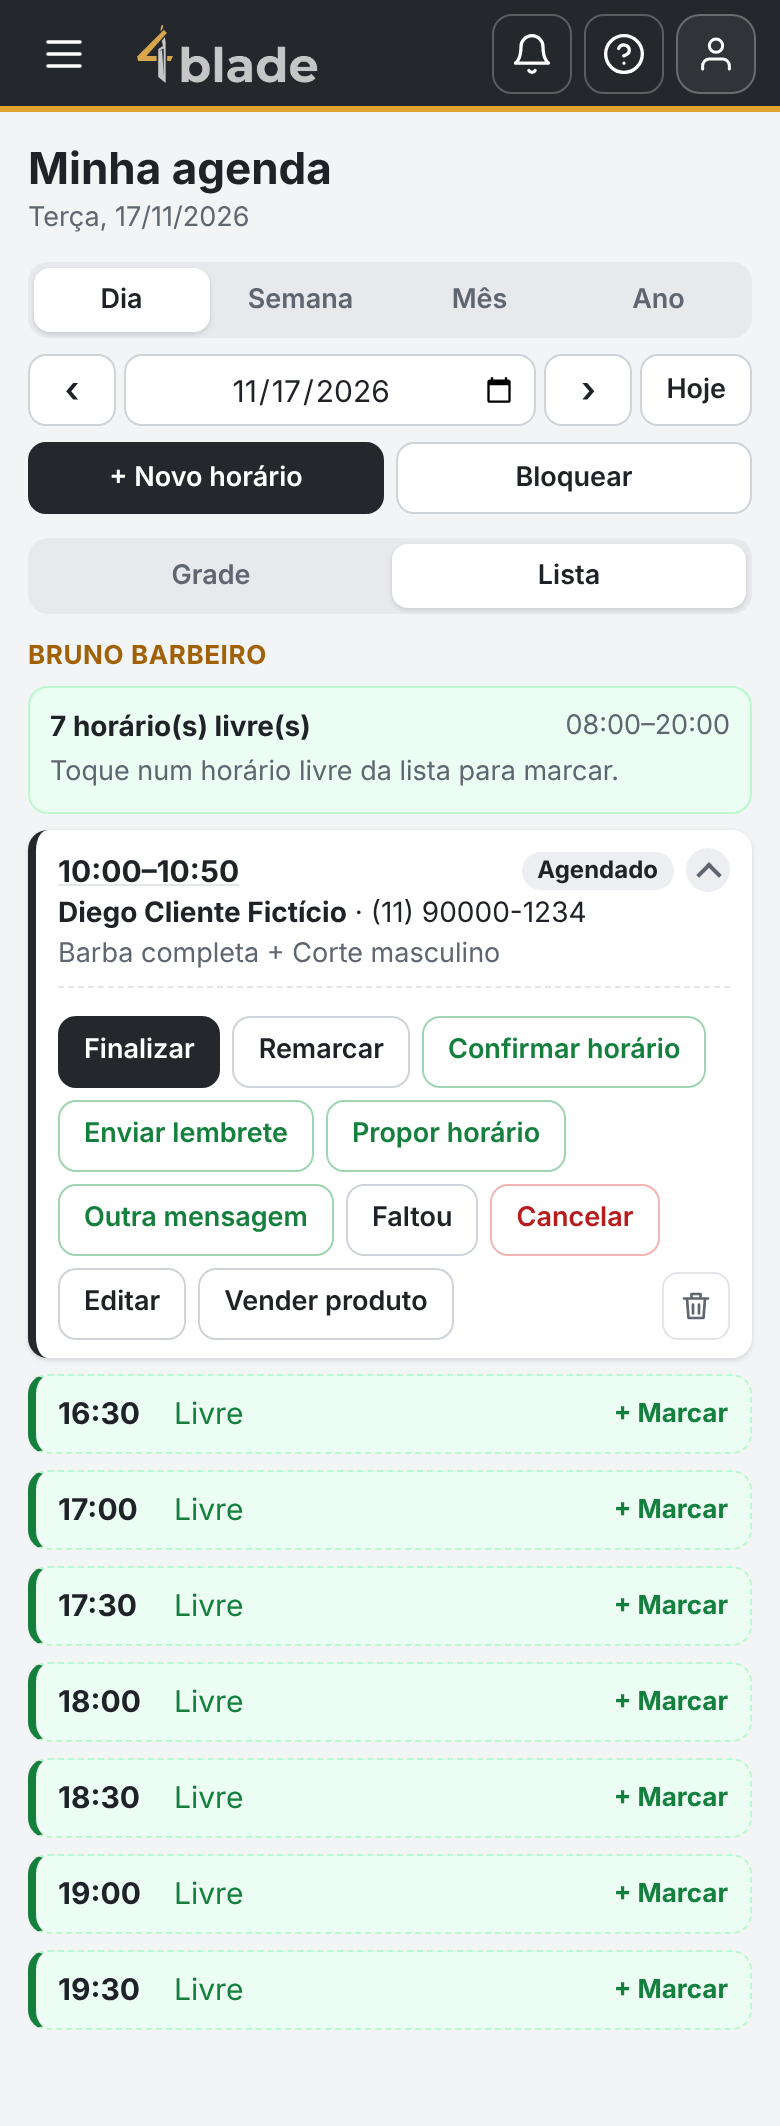 4blade
Minha agenda
Terça, 17/11/2026
Dia Semana Mês Ano
‹ 11/17/2026 › Hoje
+ Novo horário Bloquear
Grade Lista
BRUNO BARBEIRO
7 horário(s) livre(s) 08:00–20:00
Toque num horário livre da lista para marcar.
10:00–10:50 Agendado
Diego Cliente Fictício · (11) 90000-1234
Barba completa + Corte masculino
Finalizar Remarcar Confirmar horário
Enviar lembrete Propor horário
Outra mensagem Faltou Cancelar
Editar Vender produto
16:30 Livre + Marcar
17:00 Livre + Marcar
17:30 Livre + Marcar
18:00 Livre + Marcar
18:30 Livre + Marcar
19:00 Livre + Marcar
19:30 Livre + Marcar